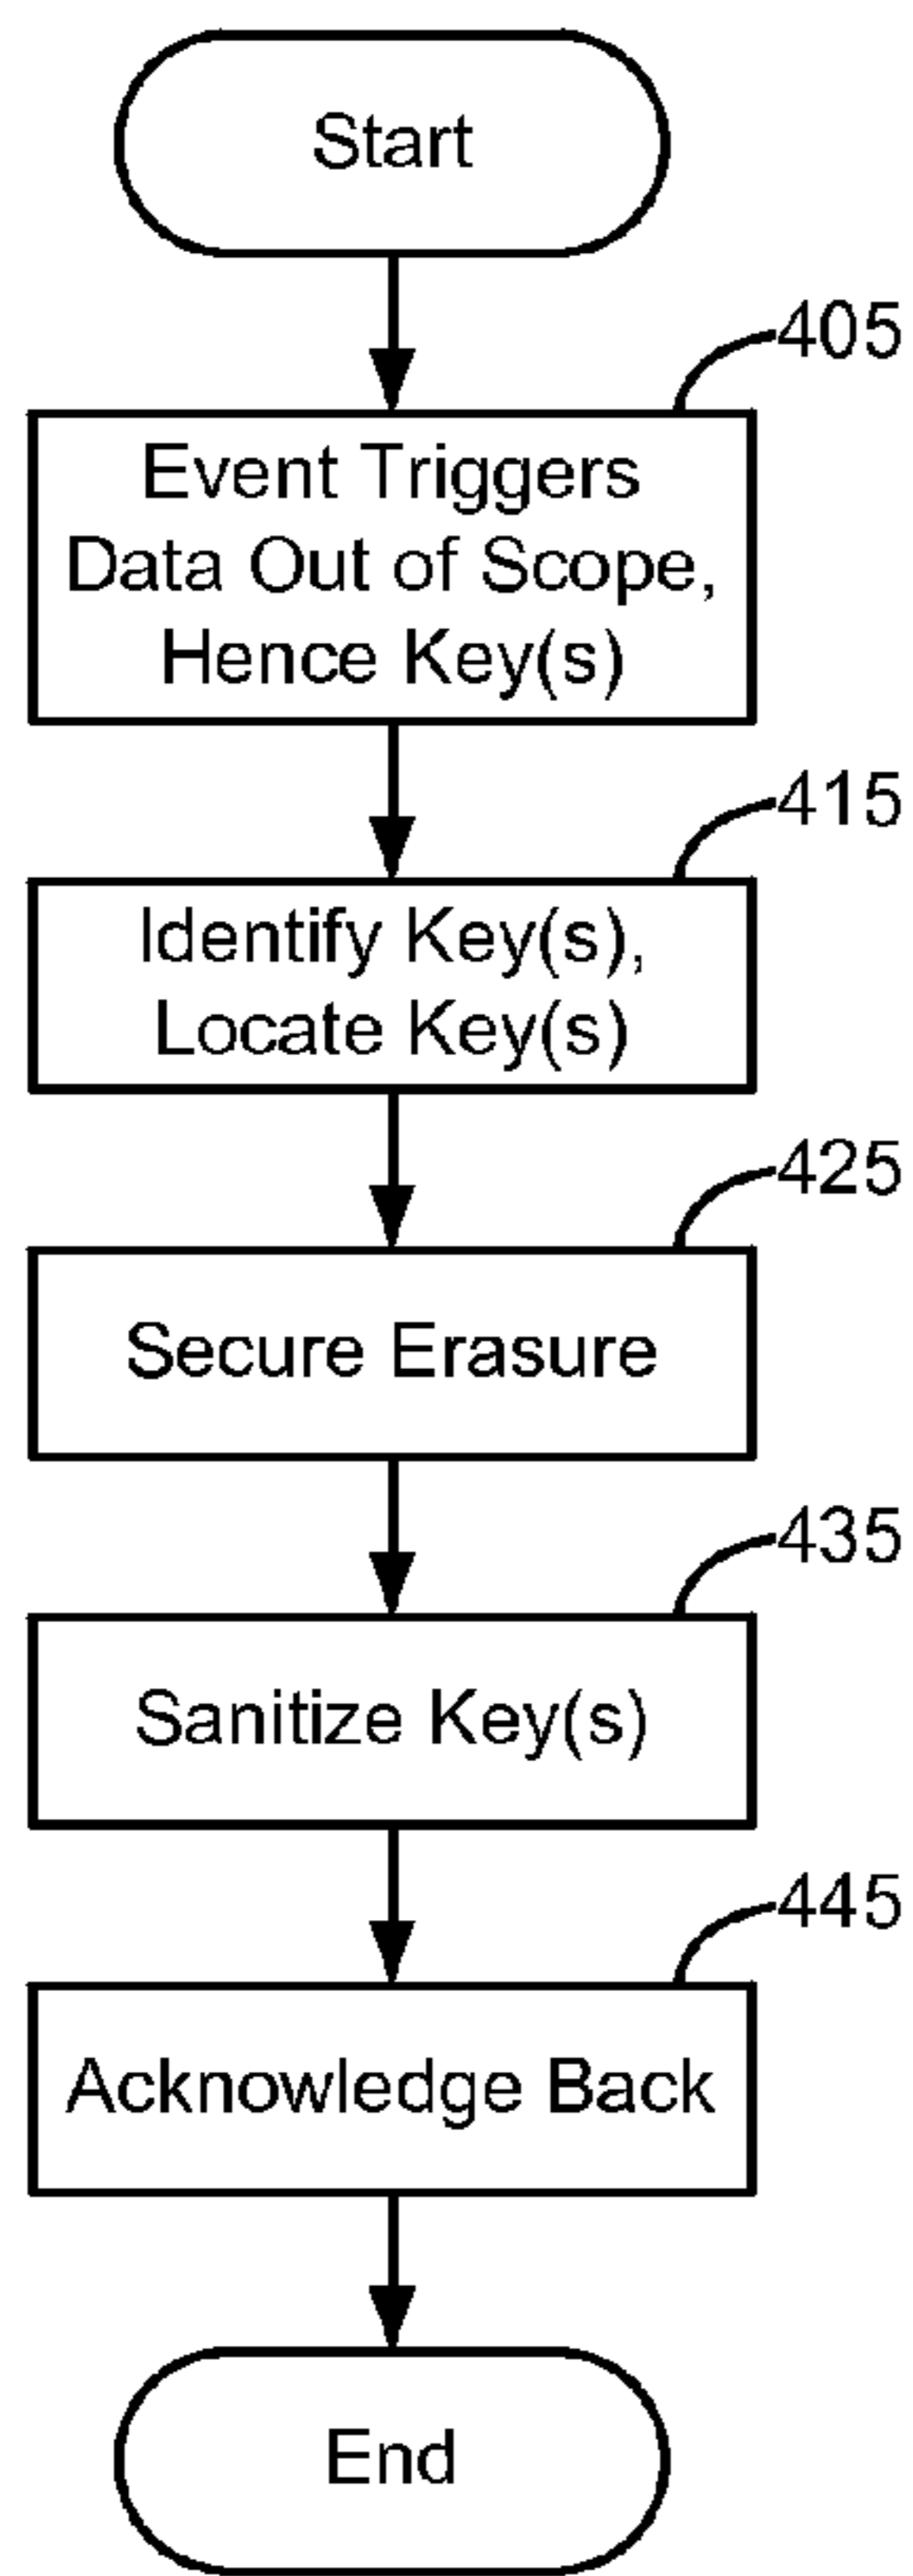 Start
405
Event Triggers
Data Out of Scope,
Hence Key(s)
415
Identify Key(s),
Locate Key(s)
425
Secure Erasure
435
Sanitize Key(s)
445
Acknowledge Back
End